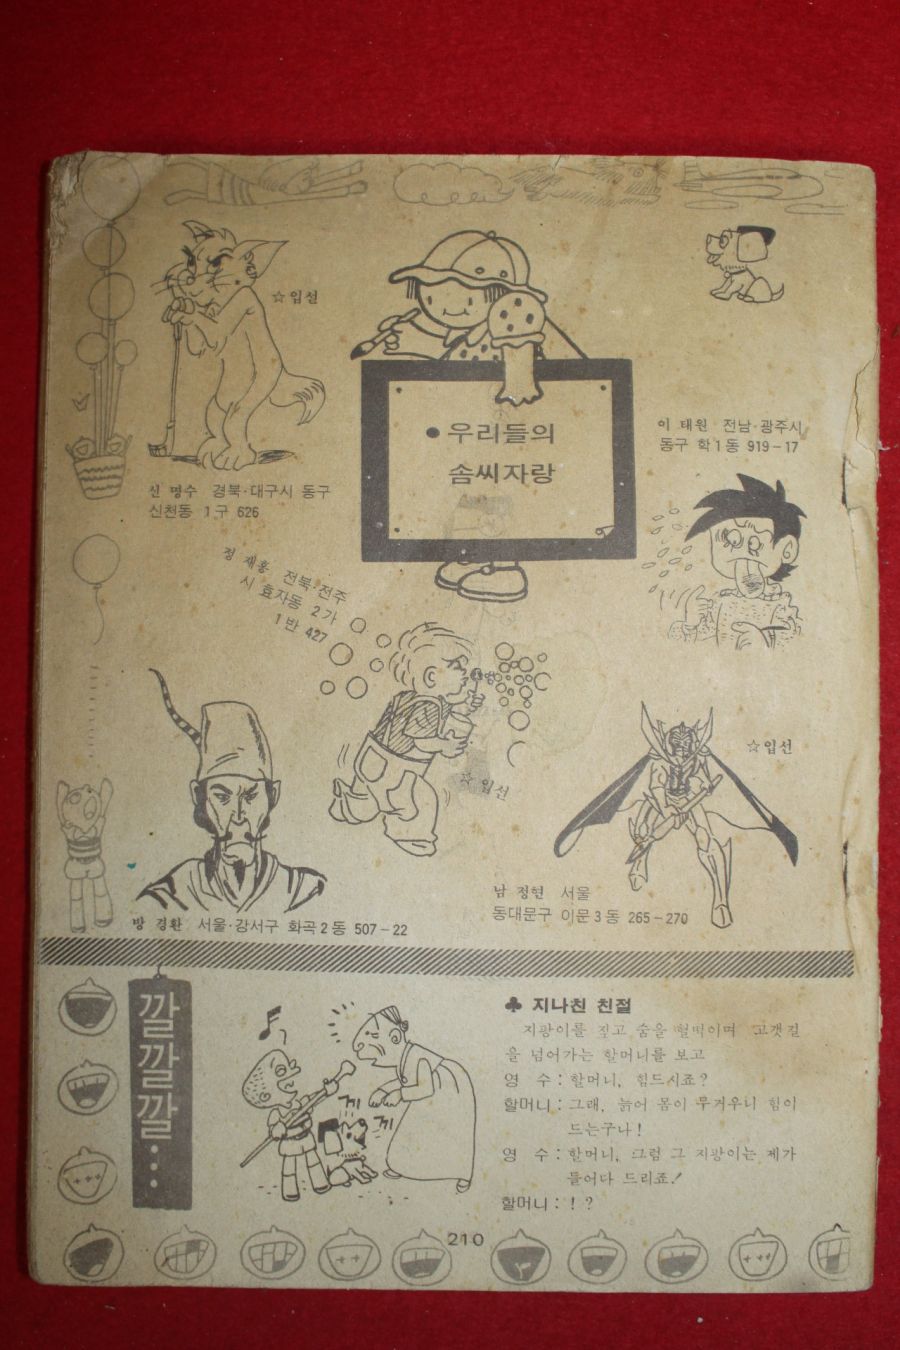 ☆입선
● 우리들의
솜씨자랑
신 명수 경북·대구시 동구
신천동 1구 626
이 태원 전남·광주시
동구 학1동 919-17
정 재홍 전북·전주
시 효자동 2가
1반 427
☆입선
☆입선
방 경환 서울·강서구 화곡2동 507-22
남 정현 서울
동대문구 이문3동 265-270
깔깔깔…
끼
끼
♣ 지나친 친절
지팡이를 짚고 숨을 헐떡이며 고갯길
을 넘어가는 할머니를 보고
영 수: 할머니, 힘드시죠?
할머니: 그래, 늙어 몸이 무거우니 힘이
드는구나!
영 수: 할머니, 그럼 그 지팡이는 제가
들어다 드리죠!
할머니: ! ?
210